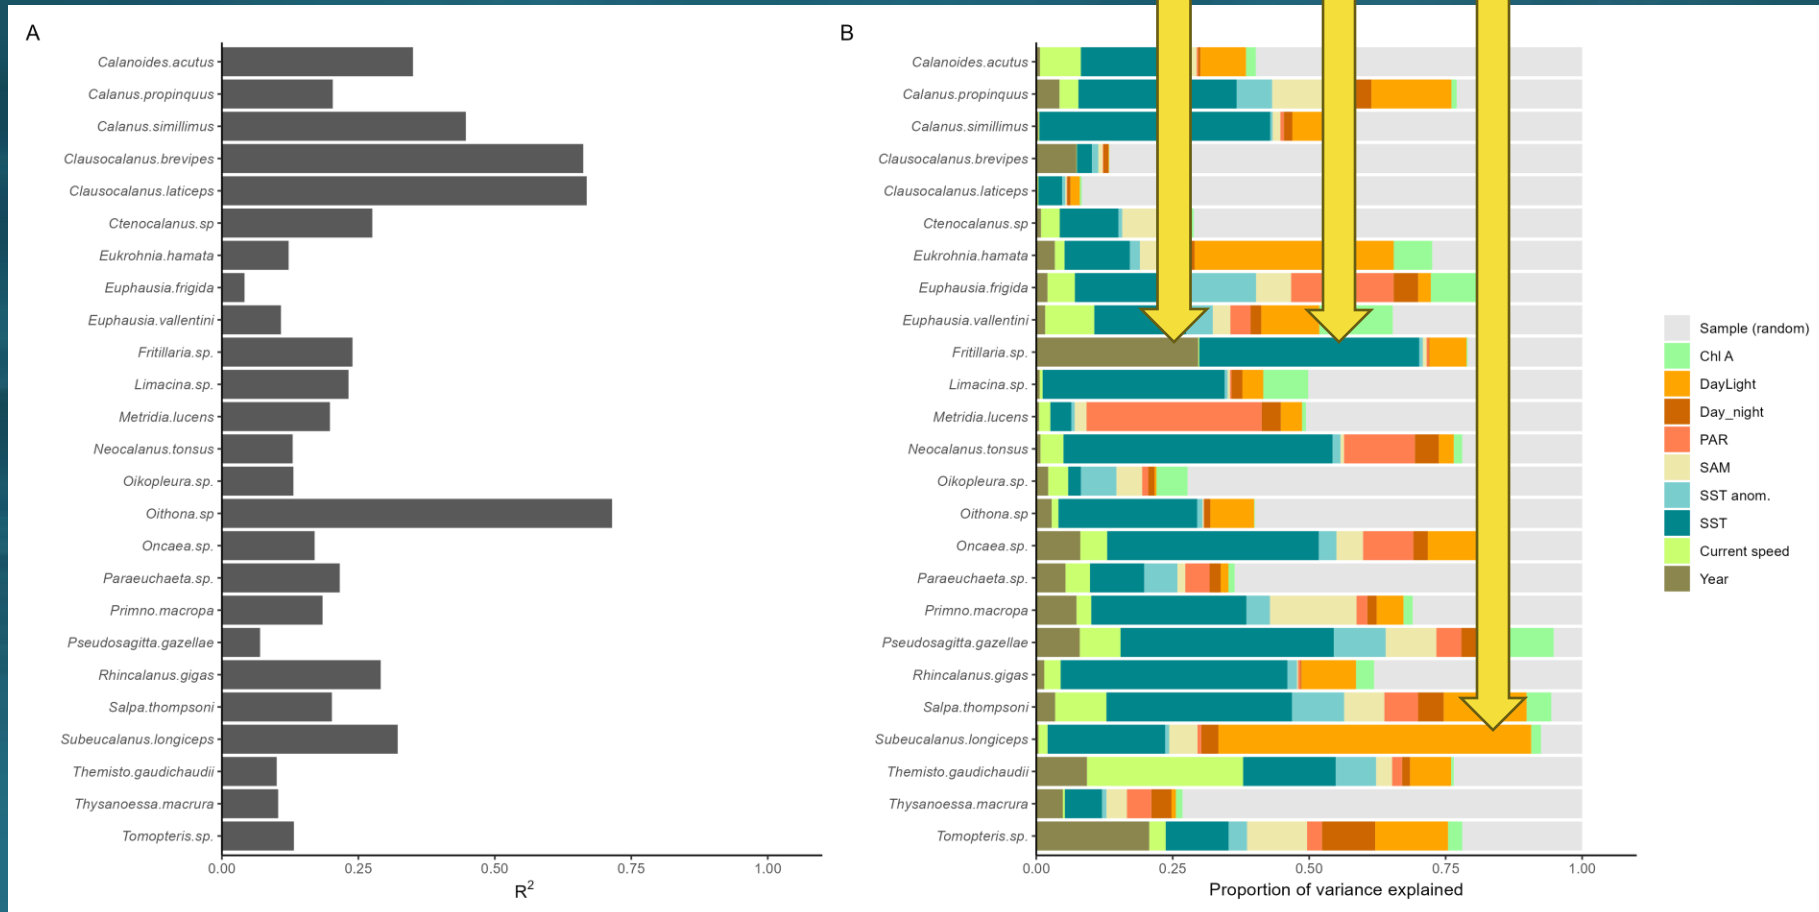 A
Calanoides.acutus
Calanus.propinquus
Calanus.simillimus
Clausocalanus.brevipes
Clausocalanus.laticeps
Ctenocalanus.sp
Eukrohnia.hamata
Euphausia.frigida
Euphausia.vallentini
Fritillaria.sp.
Limacina.sp.
Metridia.lucens
Neocalanus.tonsus
Oikopleura.sp.
Oithona.sp
Oncaea.sp.
Paraeuchaeta.sp.
Primno.macropa
Pseudosagitta.gazellae
Rhincalanus.gigas
Salpa.thompsoni
Subeucalanus.longiceps
Themisto.gaudichaudii
Thysanoessa.macrura
Tomopteris.sp.
0.00 0.25 0.50 0.75 1.00
R²
B
Calanoides.acutus
Calanus.propinquus
Calanus.simillimus
Clausocalanus.brevipes
Clausocalanus.laticeps
Ctenocalanus.sp
Eukrohnia.hamata
Euphausia.frigida
Euphausia.vallentini
Fritillaria.sp.
Limacina.sp.
Metridia.lucens
Neocalanus.tonsus
Oikopleura.sp.
Oithona.sp
Oncaea.sp.
Paraeuchaeta.sp.
Primno.macropa
Pseudosagitta.gazellae
Rhincalanus.gigas
Salpa.thompsoni
Subeucalanus.longiceps
Themisto.gaudichaudii
Thysanoessa.macrura
Tomopteris.sp.
0.00 0.25 0.50 0.75 1.00
Proportion of variance explained
Sample (random)
Chl A
DayLight
Day_night
PAR
SAM
SST anom.
SST
Current speed
Year